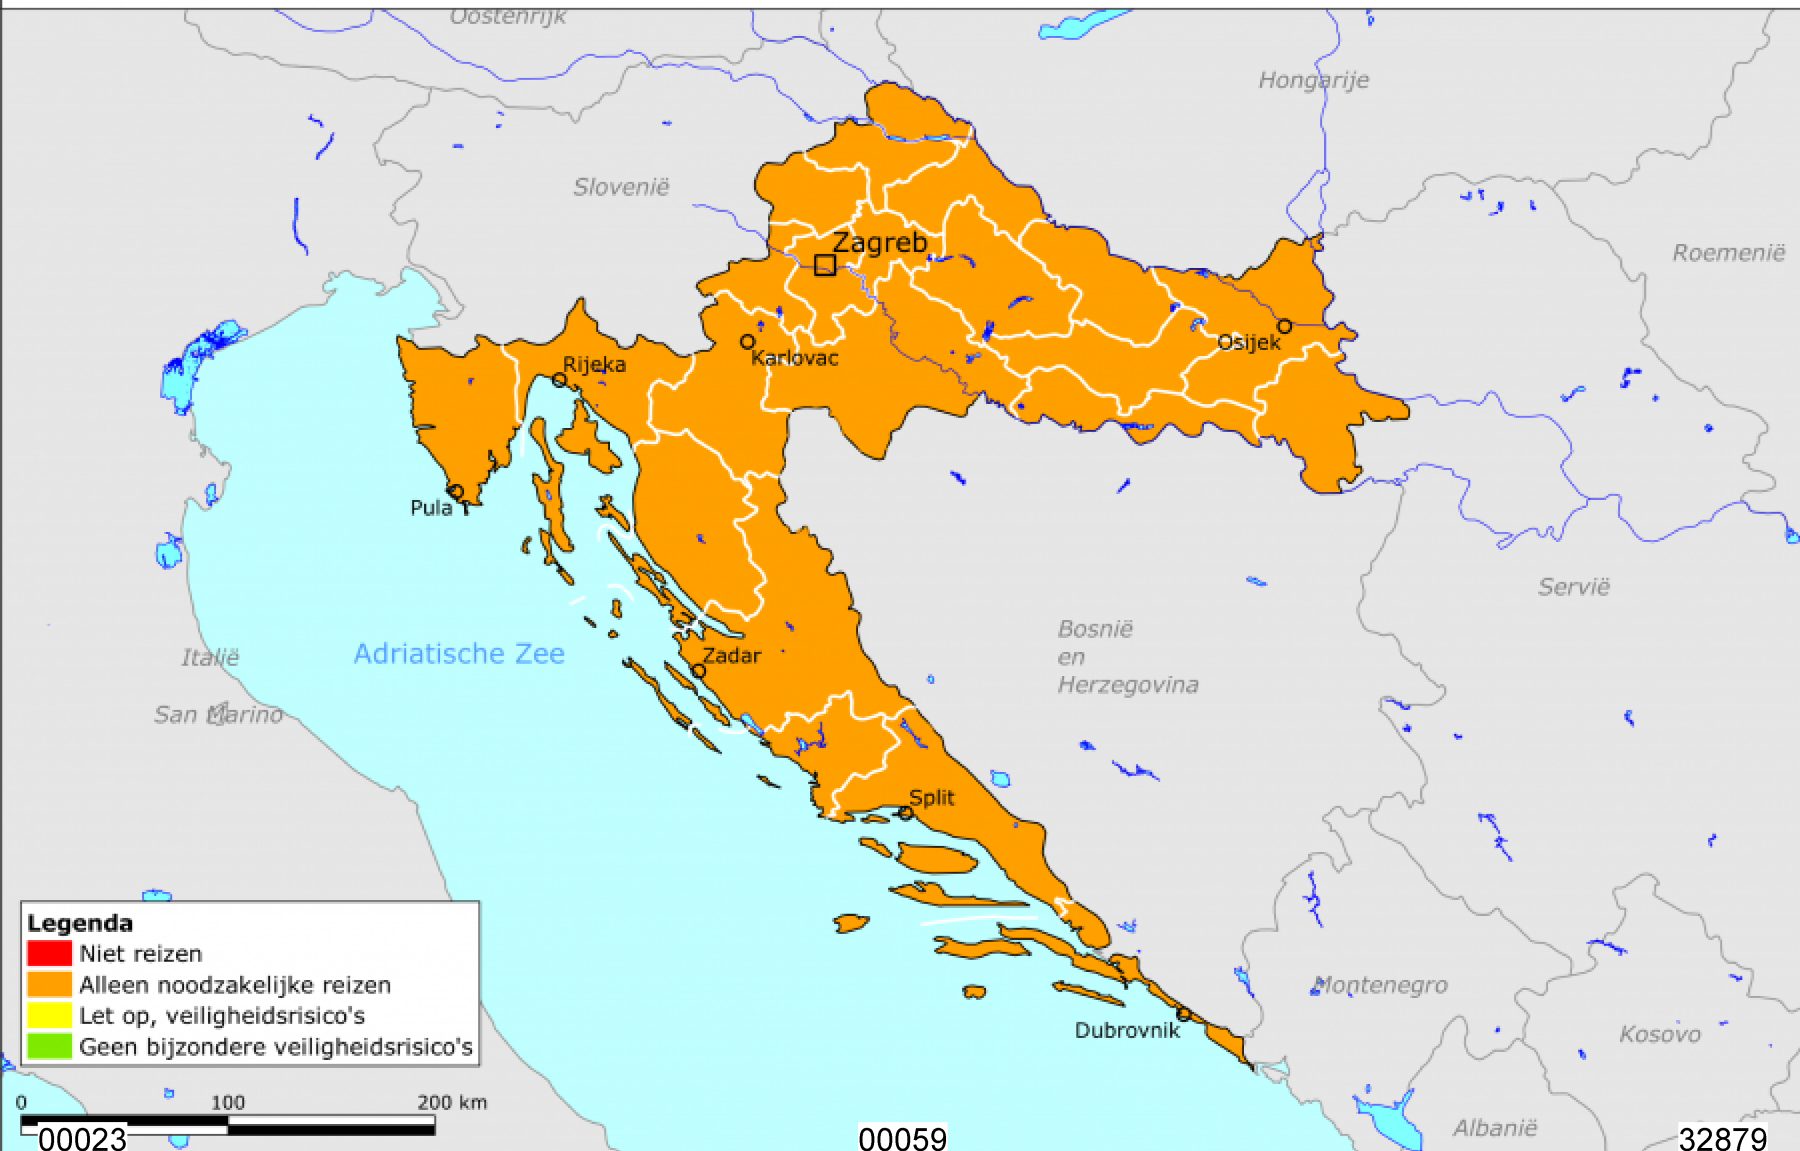 Oostenrijk
Hongarije
Slovenië
Roemenië
Zagreb
Osijek
Karlovac
Rijeka
Pula
Servië
Bosnië
en
Herzegovina
Adriatische Zee
Zadar
Italië
San Marino
Split
Legenda
Niet reizen
Alleen noodzakelijke reizen
Let op, veiligheidsrisico's
Geen bijzondere veiligheidsrisico's
Montenegro
Dubrovnik
Kosovo
0 100 200 km
Albanië
00023 00059 32879